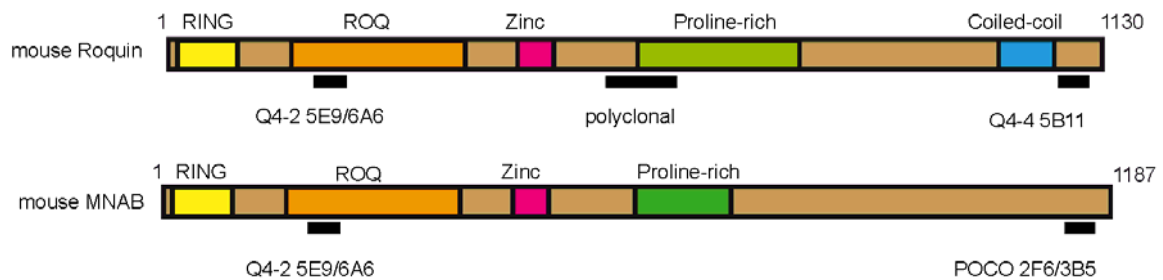 1 RING ROQ Zinc Proline-rich Coiled-coil 1130
mouse Roquin
Q4-2 5E9/6A6 polyclonal Q4-4 5B11
1 RING ROQ Zinc Proline-rich 1187
mouse MNAB
Q4-2 5E9/6A6 POCO 2F6/3B5